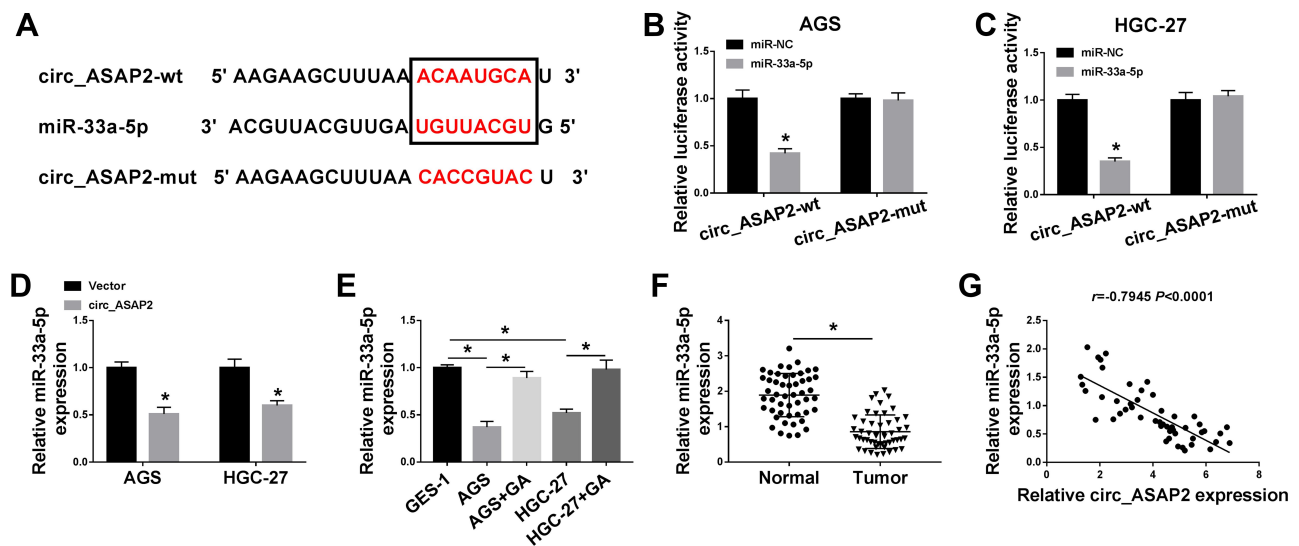 A
circ_ASAP2-wt 5' AAGAAGCUUUAA ACAAUGCA U 3'
miR-33a-5p 3' ACGUUACGUUGA UGUUACGU G 5'
circ_ASAP2-mut 5' AAGAAGCUUUAA CACCGUAC U 3'
B
AGS
miR-NC
miR-33a-5p
Relative luciferase activity
1.5
1.0
0.5
0.0
*
circ_ASAP2-wt
circ_ASAP2-mut
C
HGC-27
miR-NC
miR-33a-5p
Relative luciferase activity
1.5
1.0
0.5
0.0
*
circ_ASAP2-wt
circ_ASAP2-mut
D
Vector
circ_ASAP2
Relative miR-33a-5p
expression
1.5
1.0
0.5
0.0
* *
AGS HGC-27
E
Relative miR-33a-5p
expression
1.5
1.0
0.5
0.0
*
* * *
GES-1
AGS
AGS+GA
HGC-27
HGC-27+GA
F
Relative miR-33a-5p
expression
4
3
2
1
0
*
Normal Tumor
G
r=-0.7945 P<0.0001
Relative miR-33a-5p
expression
2.5
2.0
1.5
1.0
0.5
0.0
0 2 4 6 8
Relative circ_ASAP2 expression